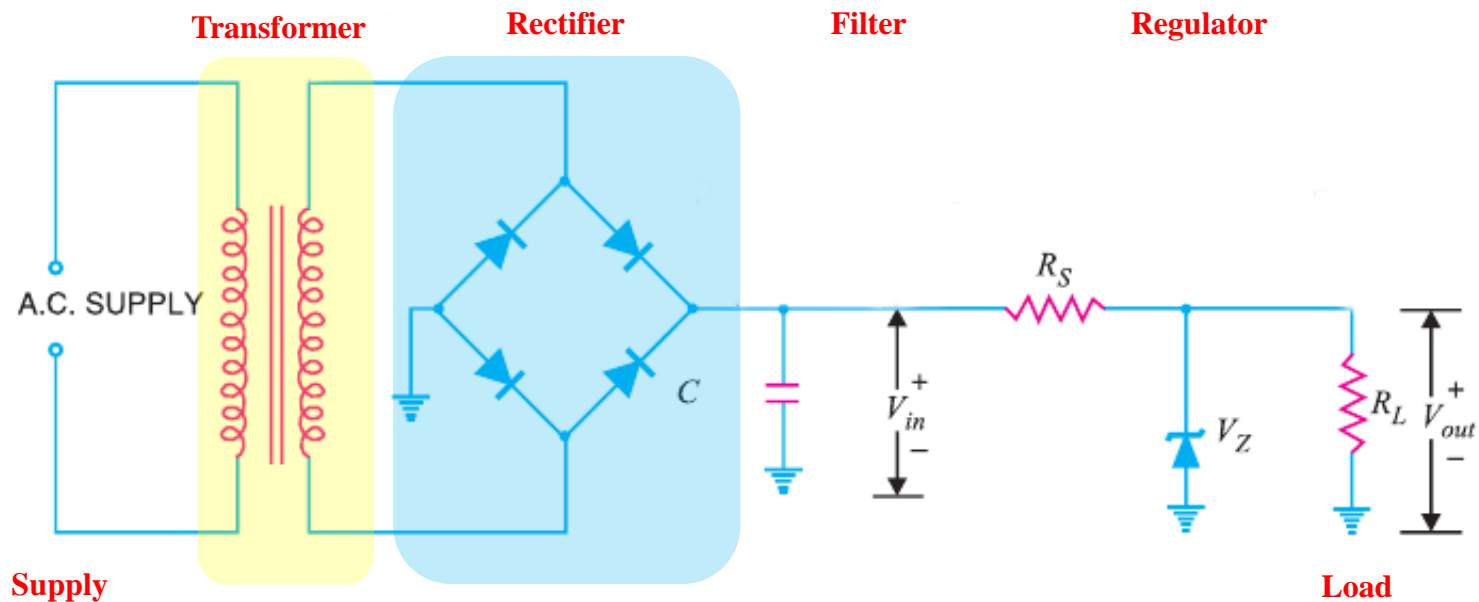 Transformer
Rectifier
Filter
Regulator
A.C. SUPPLY
C
+
V_in
−
R_S
V_Z
R_L
+
V_out
−
Supply
Load